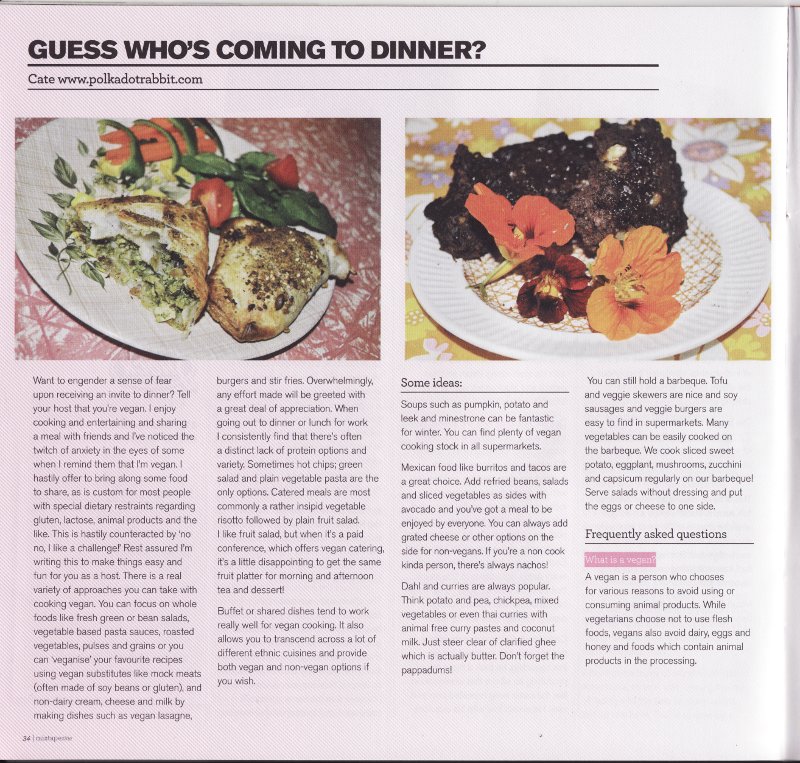 GUESS WHO'S COMING TO DINNER?
Cate www.polkadotrabbit.com
Want to engender a sense of fear
upon receiving an invite to dinner? Tell
your host that you're vegan. I enjoy
cooking and entertaining and sharing
a meal with friends and I've noticed the
twitch of anxiety in the eyes of some
when I remind them that I'm vegan. I
hastily offer to bring along some food
to share, as is custom for most people
with special dietary restraints regarding
gluten, lactose, animal products and the
like. This is hastily counteracted by 'no
no, I like a challenge!' Rest assured I'm
writing this to make things easy and
fun for you as a host. There is a real
variety of approaches you can take with
cooking vegan. You can focus on whole
foods like fresh green or bean salads,
vegetable based pasta sauces, roasted
vegetables, pulses and grains or you
can 'veganise' your favourite recipes
using vegan substitutes like mock meats
(often made of soy beans or gluten), and
non-dairy cream, cheese and milk by
making dishes such as vegan lasagne,
burgers and stir fries. Overwhelmingly,
any effort made will be greeted with
a great deal of appreciation. When
going out to dinner or lunch for work
I consistently find that there's often
a distinct lack of protein options and
variety. Sometimes hot chips; green
salad and plain vegetable pasta are the
only options. Catered meals are most
commonly a rather insipid vegetable
risotto followed by plain fruit salad.
I like fruit salad, but when it's a paid
conference, which offers vegan catering,
it's a little disappointing to get the same
fruit platter for morning and afternoon
tea and dessert!
Buffet or shared dishes tend to work
really well for vegan cooking. It also
allows you to transcend across a lot of
different ethnic cuisines and provide
both vegan and non-vegan options if
you wish.
Some ideas:
Soups such as pumpkin, potato and
leek and minestrone can be fantastic
for winter. You can find plenty of vegan
cooking stock in all supermarkets.
Mexican food like burritos and tacos are
a great choice. Add refried beans, salads
and sliced vegetables as sides with
avocado and you've got a meal to be
enjoyed by everyone. You can always add
grated cheese or other options on the
side for non-vegans. If you're a non cook
kinda person, there's always nachos!
Dahl and curries are always popular.
Think potato and pea, chickpea, mixed
vegetables or even thai curries with
animal free curry pastes and coconut
milk. Just steer clear of clarified ghee
which is actually butter. Don't forget the
pappadums!
You can still hold a barbeque. Tofu
and veggie skewers are nice and soy
sausages and veggie burgers are
easy to find in supermarkets. Many
vegetables can be easily cooked on
the barbeque. We cook sliced sweet
potato, eggplant, mushrooms, zucchini
and capsicum regularly on our barbeque!
Serve salads without dressing and put
the eggs or cheese to one side.
Frequently asked questions
What is a vegan?
A vegan is a person who chooses
for various reasons to avoid using or
consuming animal products. While
vegetarians choose not to use flesh
foods, vegans also avoid dairy, eggs and
honey and foods which contain animal
products in the processing.
34 | mixtapezine